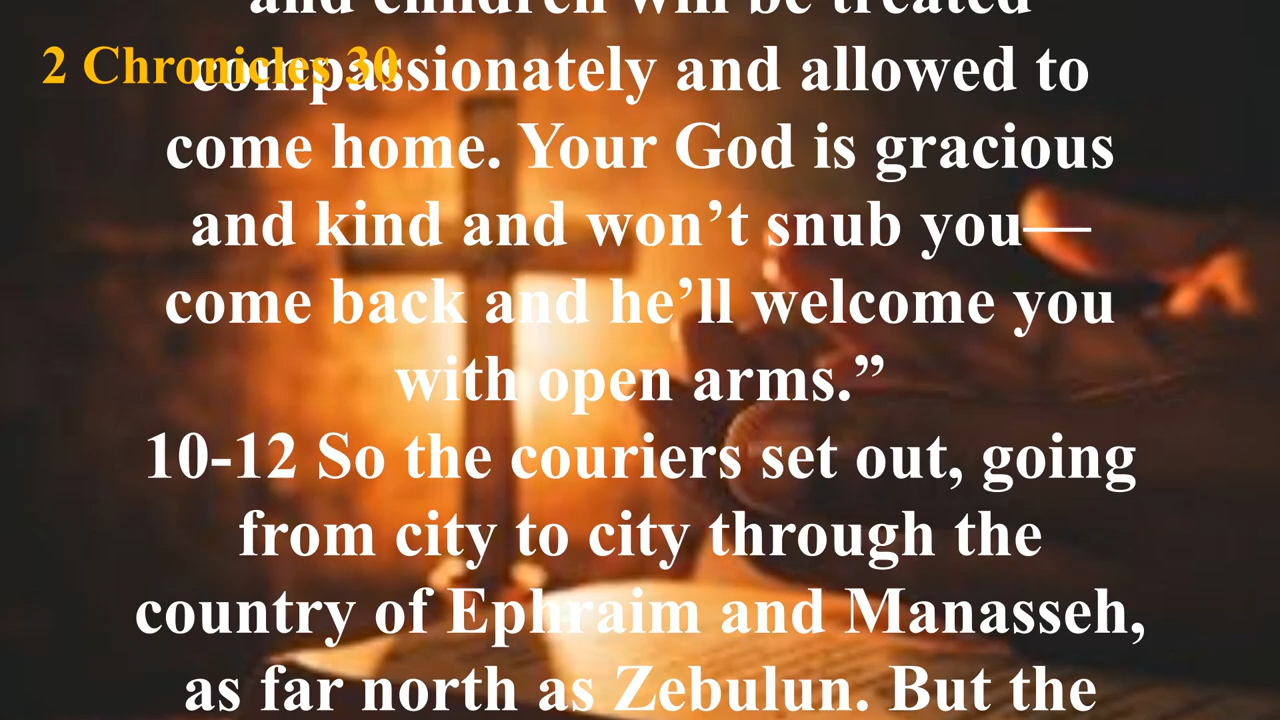 and children will be treated
2 Chronicles 30
compassionately and allowed to
come home. Your God is gracious
and kind and won’t snub you—
come back and he’ll welcome you
with open arms.”
10-12 So the couriers set out, going
from city to city through the
country of Ephraim and Manasseh,
as far north as Zebulun. But the